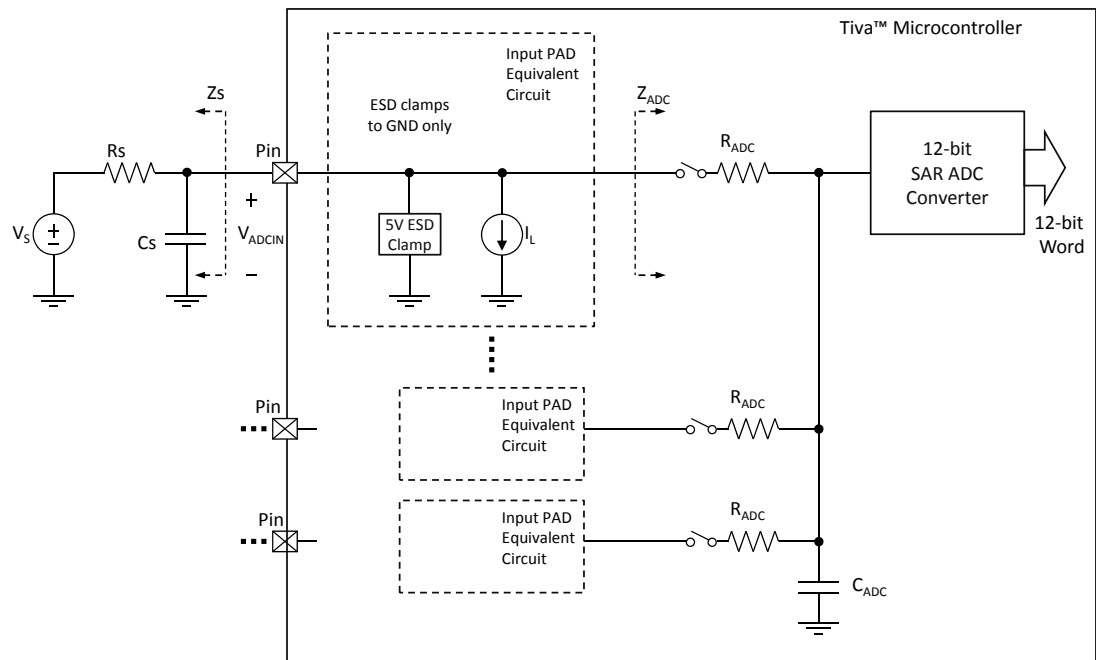 Tiva™ Microcontroller
Input PAD
Equivalent
Circuit
ESD clamps
to GND only
Zs
Z_ADC
Pin
Rs
R_ADC
12-bit
SAR ADC
Converter
V_S
+
−
Cs
+
V_ADCIN
−
5V ESD
Clamp
I_L
12-bit
Word
Pin
Input PAD
Equivalent
Circuit
R_ADC
Pin
Input PAD
Equivalent
Circuit
R_ADC
C_ADC